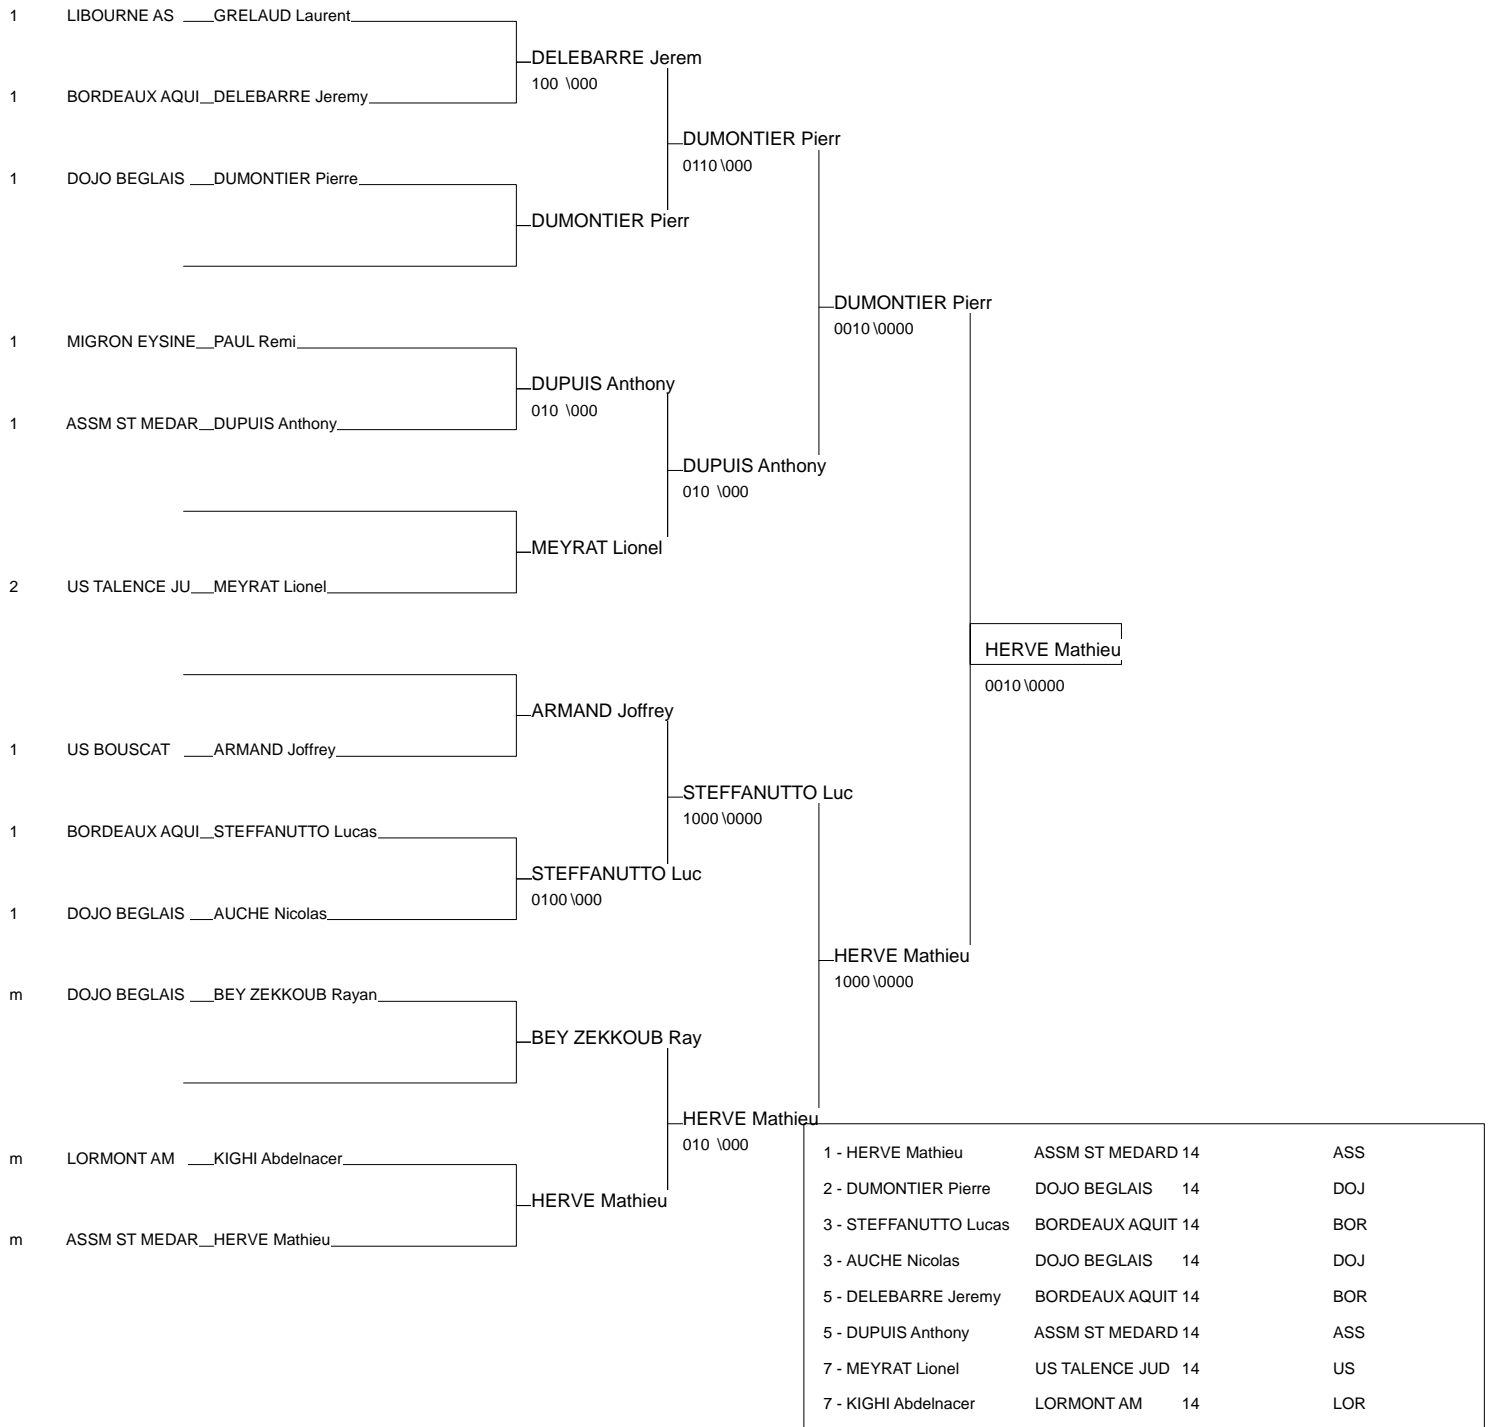 1 LIBOURNE AS GRELAUD Laurent
DELEBARRE Jerem
100 \000
1 BORDEAUX AQUI DELEBARRE Jeremy
DUMONTIER Pierr
0110 \000
1 DOJO BEGLAIS DUMONTIER Pierre
DUMONTIER Pierr
DUMONTIER Pierr
0010 \0000
1 MIGRON EYSINE PAUL Remi
DUPUIS Anthony
010 \000
1 ASSM ST MEDAR DUPUIS Anthony
DUPUIS Anthony
010 \000
MEYRAT Lionel
2 US TALENCE JU MEYRAT Lionel
HERVE Mathieu
0010 \0000
ARMAND Joffrey
1 US BOUSCAT ARMAND Joffrey
STEFFANUTTO Luc
1000 \0000
1 BORDEAUX AQUI STEFFANUTTO Lucas
STEFFANUTTO Luc
0100 \000
1 DOJO BEGLAIS AUCHE Nicolas
HERVE Mathieu
1000 \0000
m DOJO BEGLAIS BEY ZEKKOUB Rayan
BEY ZEKKOUB Ray
HERVE Mathieu
010 \000
m LORMONT AM KIGHI Abdelnacer
HERVE Mathieu
m ASSM ST MEDAR HERVE Mathieu
1 - HERVE Mathieu ASSM ST MEDARD 14 ASS
2 - DUMONTIER Pierre DOJO BEGLAIS 14 DOJ
3 - STEFFANUTTO Lucas BORDEAUX AQUIT 14 BOR
3 - AUCHE Nicolas DOJO BEGLAIS 14 DOJ
5 - DELEBARRE Jeremy BORDEAUX AQUIT 14 BOR
5 - DUPUIS Anthony ASSM ST MEDARD 14 ASS
7 - MEYRAT Lionel US TALENCE JUD 14 US
7 - KIGHI Abdelnacer LORMONT AM 14 LOR